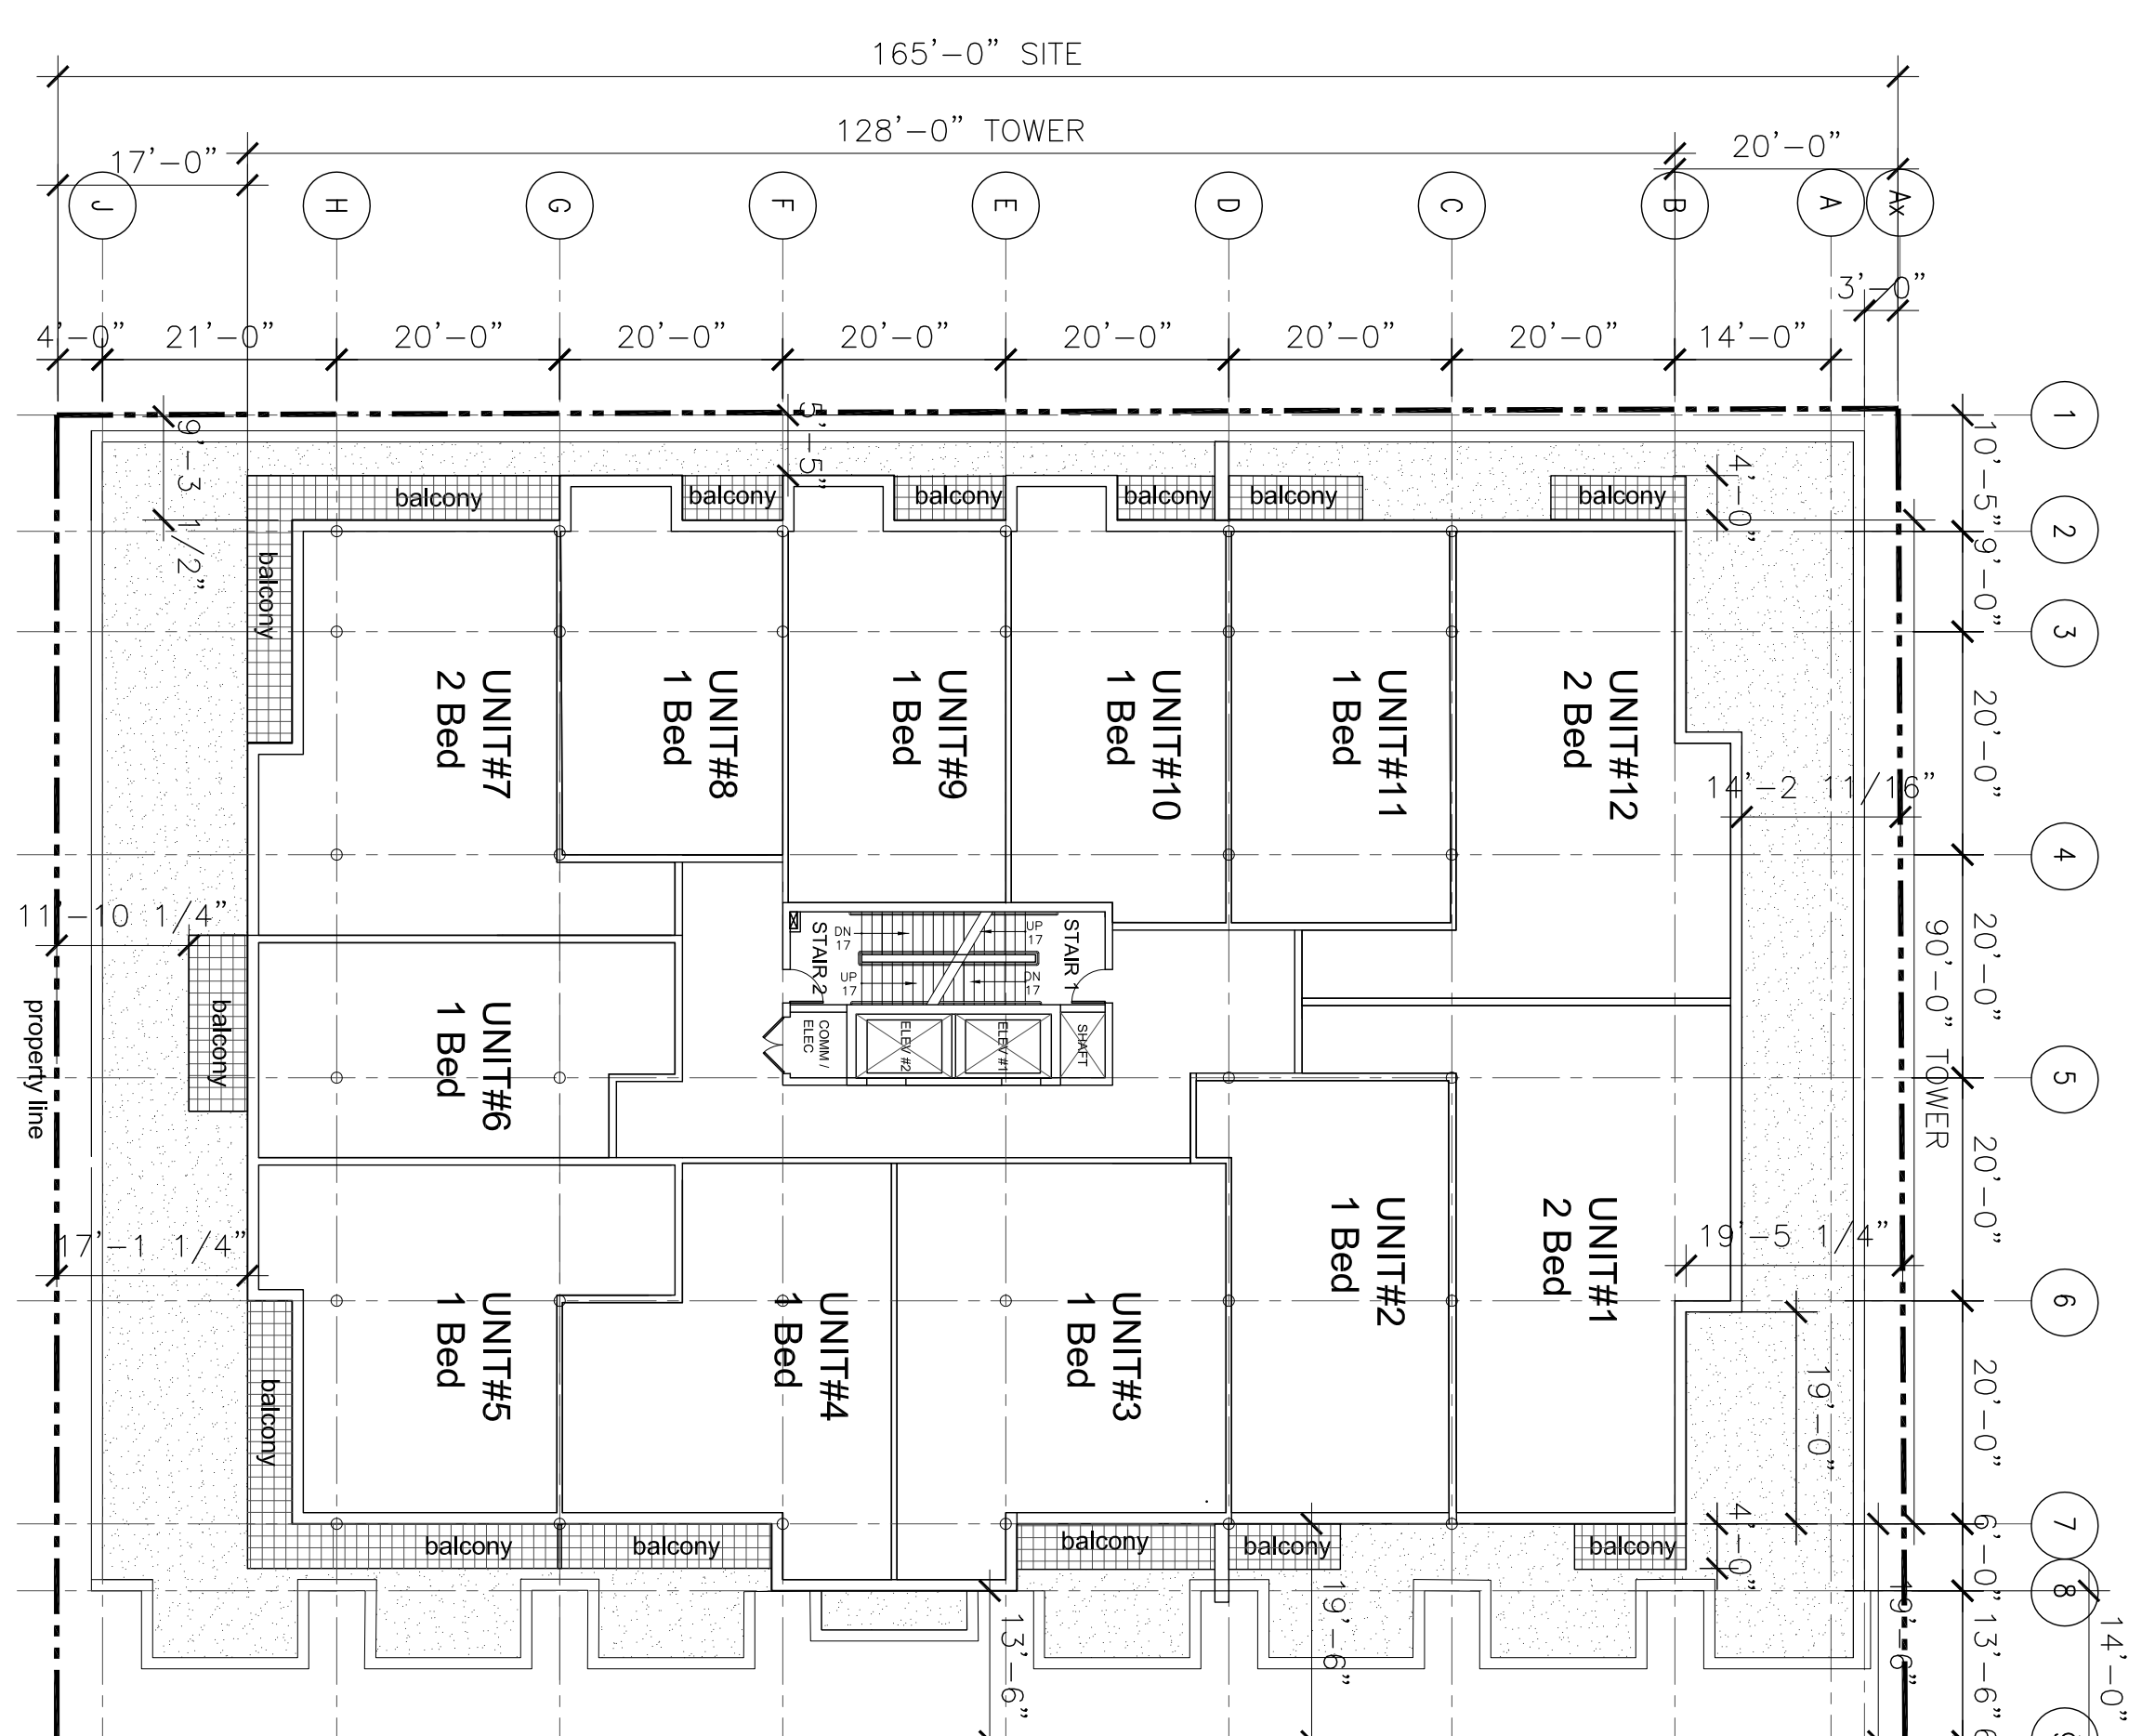 165'-0" SITE
128'-0" TOWER
17'-0"
20'-0"
J
H
G
F
E
D
C
B
A
Ax
3'-0"
4'-0"
21'-0"
20'-0"
20'-0"
20'-0"
20'-0"
20'-0"
20'-0"
14'-0"
1
2
3
4
5
6
7
8
10'-5"
9'-0"
20'-0"
20'-0"
20'-0"
20'-0"
6'-0"
13'-6"
90'-0" TOWER
9'-3 1/2"
5'-5"
4'-0"
balcony
balcony
balcony
balcony
balcony
balcony
balcony
UNIT#7
2 Bed
UNIT#8
1 Bed
UNIT#9
1 Bed
UNIT#10
1 Bed
UNIT#11
1 Bed
UNIT#12
2 Bed
14'-2 11/16"
11'-10 1/4"
balcony
property line
UNIT#6
1 Bed
STAIR 2
DN
17
UP
17
STAIR 1
UP
17
DN
17
COMM /
ELEC
ELEV #2
ELEV #1
SHAFT
17'-1 1/4"
19'-5 1/4"
UNIT#5
1 Bed
UNIT#4
1 Bed
UNIT#3
1 Bed
UNIT#2
1 Bed
UNIT#1
2 Bed
19'-0"
balcony
balcony
balcony
balcony
balcony
balcony
4'-0"
13'-6"
19'-6"
19'-6"
14'-0"